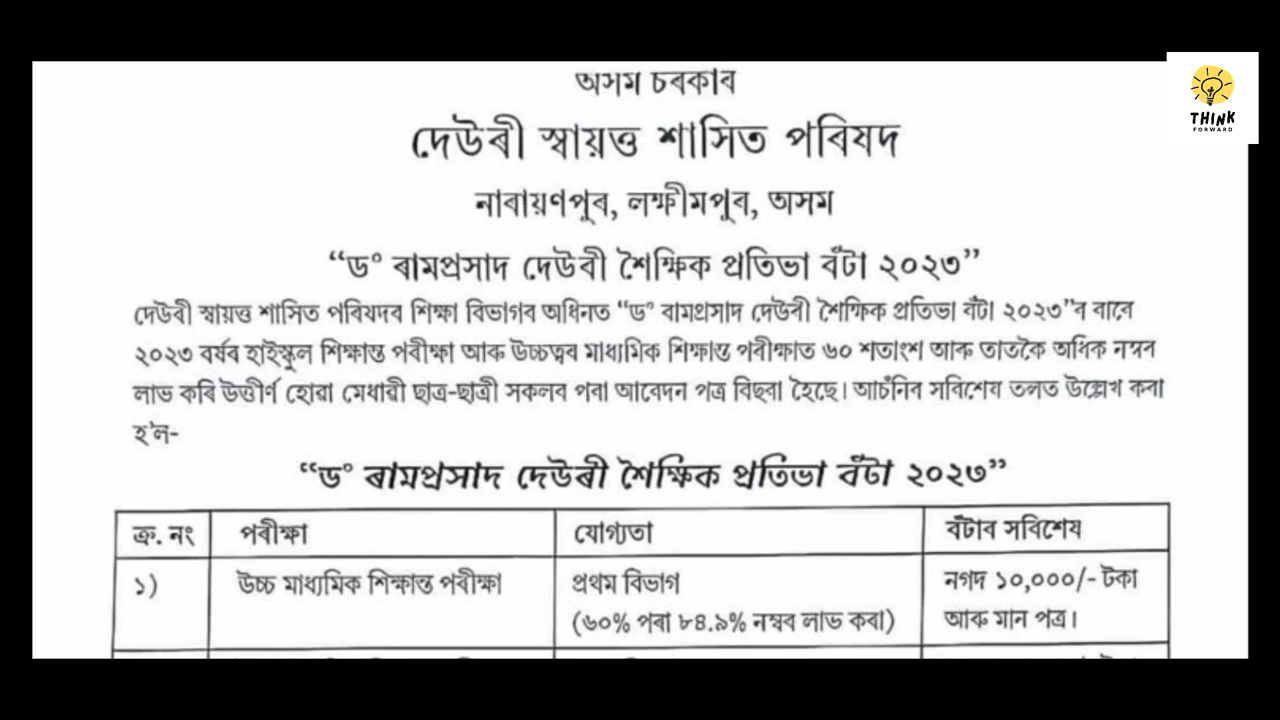 অসম চৰকাৰ
দেউৰী স্বায়ত্ত শাসিত পৰিষদ
নাৰায়ণপুৰ, লক্ষীমপুৰ, অসম
“ড° ৰামপ্ৰসাদ দেউৰী শৈক্ষিক প্ৰতিভা বঁটা ২০২৩”
দেউৰী স্বায়ত্ত শাসিত পৰিষদৰ শিক্ষা বিভাগৰ অধিনত “ড° ৰামপ্ৰসাদ দেউৰী শৈক্ষিক প্ৰতিভা বঁটা ২০২৩”ৰ বাবে
২০২৩ বৰ্ষৰ হাইস্কুল শিক্ষান্ত পৰীক্ষা আৰু উচ্চত্বৰ মাধ্যমিক শিক্ষান্ত পৰীক্ষাত ৬০ শতাংশ আৰু তাতকৈ অধিক নম্বৰ
লাভ কৰি উত্তীৰ্ণ হোৱা মেধাৱী ছাত্ৰ-ছাত্ৰী সকলৰ পৰা আবেদন পত্ৰ বিছৰা হৈছে। আচঁনিৰ সবিশেষ তলত উল্লেখ কৰা
হ’ল-
“ড° ৰামপ্ৰসাদ দেউৰী শৈক্ষিক প্ৰতিভা বঁটা ২০২৩”
ক্ৰ. নং পৰীক্ষা যোগ্যতা বঁটাৰ সবিশেষ
১) উচ্চ মাধ্যমিক শিক্ষান্ত পৰীক্ষা প্ৰথম বিভাগ নগদ ১০,০০০/- টকা
(৬০% পৰা ৮৪.৯% নম্বৰ লাভ কৰা) আৰু মান পত্ৰ।
THINK
FORWARD